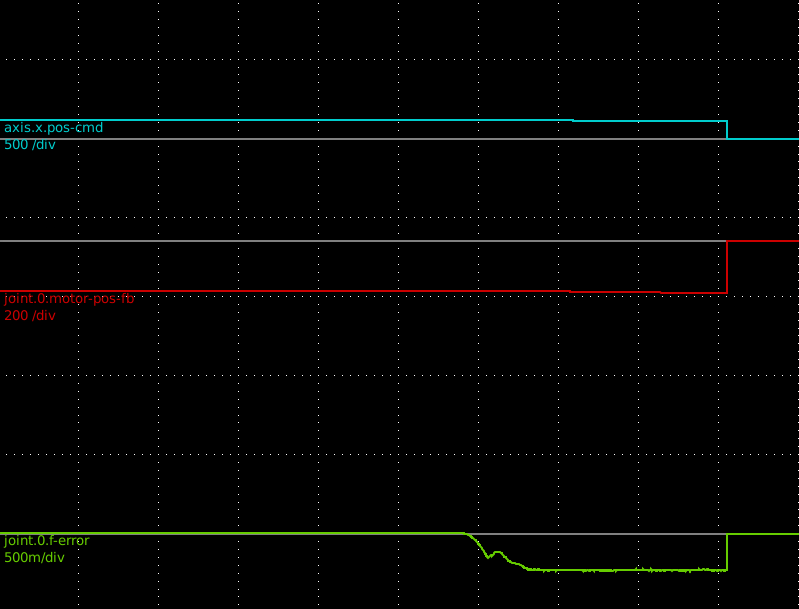 axis.x.pos-cmd
500 /div
joint.0.motor-pos-fb
200 /div
joint.0.f-error
500m/div